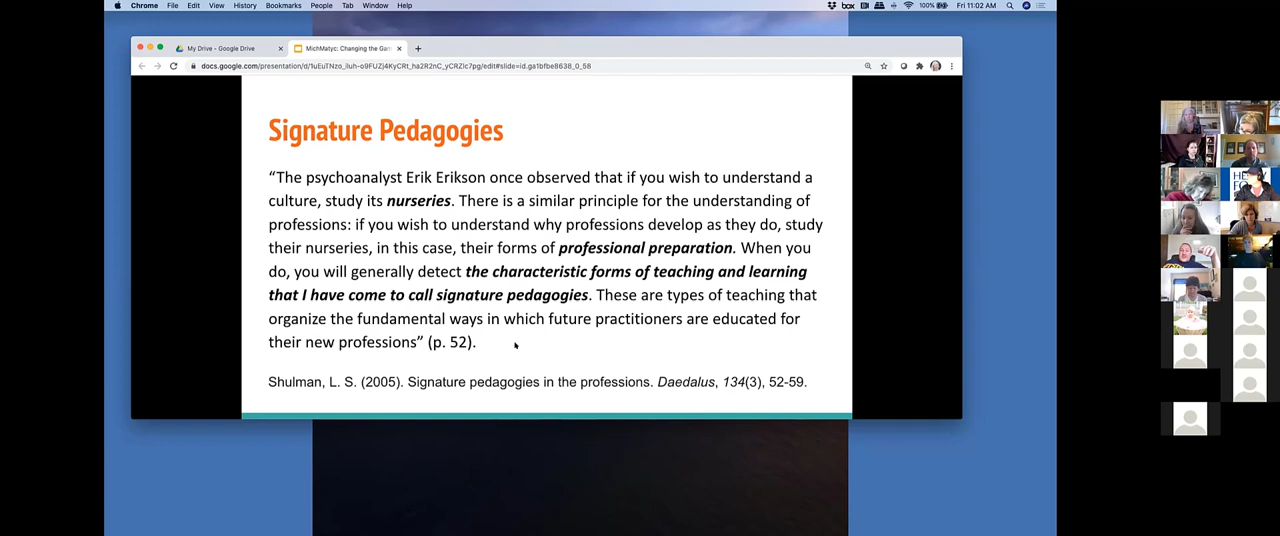 Chrome File Edit View History Bookmarks People Tab Window Help
box 100% Fri 11:02 AM
My Drive - Google Drive
MichMatyc: Changing the Gam
docs.google.com/presentation/d/1uEuTNzo_iluh-o9FUZj4KyCRt_ha2R2nC_yCRZlc7pg/edit#slide=id.ga1bfbe8638_0_58
Signature Pedagogies
“The psychoanalyst Erik Erikson once observed that if you wish to understand a
culture, study its nurseries. There is a similar principle for the understanding of
professions: if you wish to understand why professions develop as they do, study
their nurseries, in this case, their forms of professional preparation. When you
do, you will generally detect the characteristic forms of teaching and learning
that I have come to call signature pedagogies. These are types of teaching that
organize the fundamental ways in which future practitioners are educated for
their new professions” (p. 52).
Shulman, L. S. (2005). Signature pedagogies in the professions. Daedalus, 134(3), 52-59.